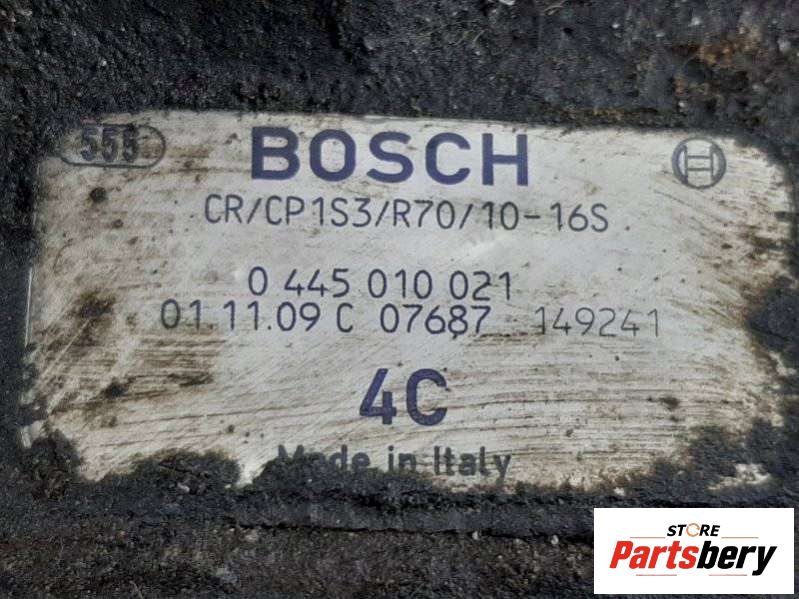 555 BOSCH
CR/CP1S3/R70/10-16S
0 445 010 021
01.11.09 C 07687 149241
4C
Made in Italy
STORE
Partsbery